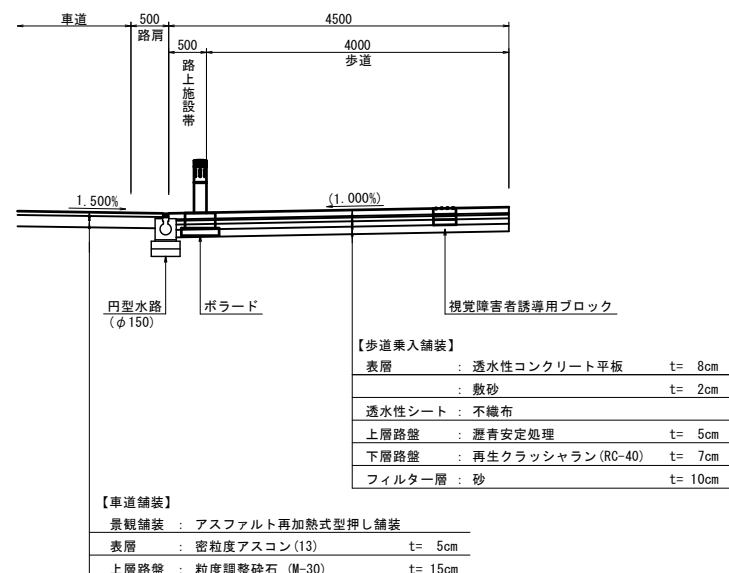 車道
500
4500
路肩
500
4000
歩道
路上施設帯
1.500%
(1.000%)
円型水路
(φ150)
ボラード
視覚障害者誘導用ブロック
【歩道乗入舗装】
表層 : 透水性コンクリート平板 t= 8cm
: 敷砂 t= 2cm
透水性シート : 不織布
上層路盤 : 瀝青安定処理 t= 5cm
下層路盤 : 再生クラッシャラン(RC-40) t= 7cm
フィルター層 : 砂 t= 10cm
【車道舗装】
景観舗装 : アスファルト再加熱式型押し舗装
表層 : 密粒度アスコン(13) t= 5cm
上層路盤 : 粒度調整砕石 (M-30) t= 15cm